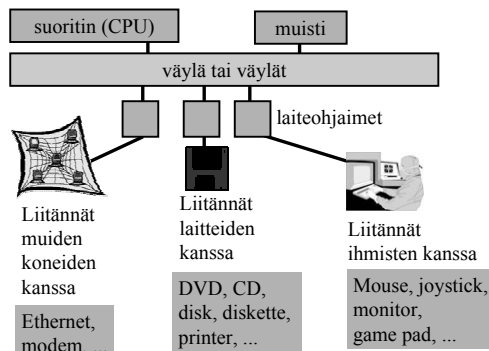 suoritin (CPU)
muisti
väylä tai väylät
laiteohjaimet
Liitännät
muiden
koneiden
kanssa
Ethernet,
modem, ...
Liitännät
laitteiden
kanssa
DVD, CD,
disk, diskette,
printer, ...
Liitännät
ihmisten kanssa
Mouse, joystick,
monitor,
game pad, ...